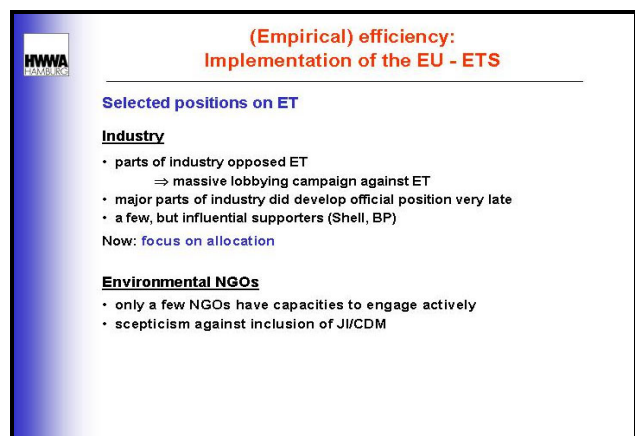 HWWA
HAMBURG
(Empirical) efficiency:
Implementation of the EU - ETS
Selected positions on ET
Industry
• parts of industry opposed ET
⇒ massive lobbying campaign against ET
• major parts of industry did develop official position very late
• a few, but influential supporters (Shell, BP)
Now: focus on allocation
Environmental NGOs
• only a few NGOs have capacities to engage actively
• scepticism against inclusion of JI/CDM